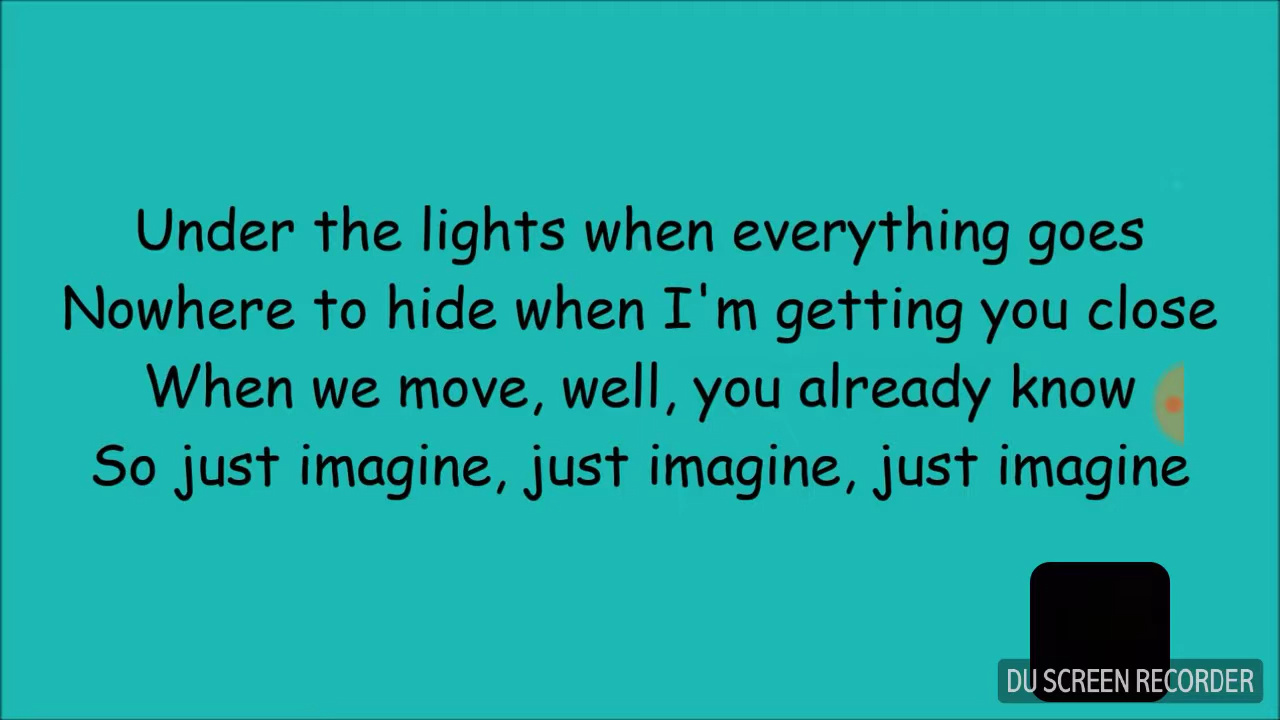 Under the lights when everything goes
Nowhere to hide when I'm getting you close
When we move, well, you already know
So just imagine, just imagine, just imagine
DU SCREEN RECORDER